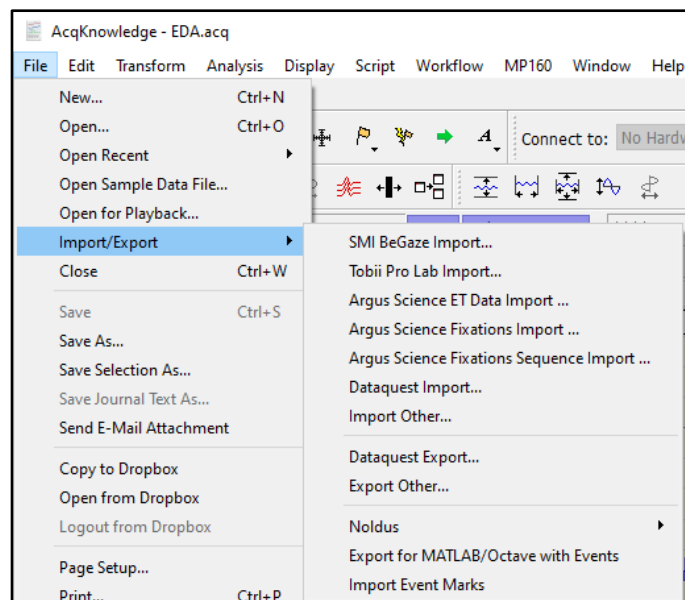 AcqKnowledge - EDA.acq
File Edit Transform Analysis Display Script Workflow MP160 Window Help
New... Ctrl+N
Open... Ctrl+O
Open Recent
Open Sample Data File...
Open for Playback...
Import/Export
Close Ctrl+W
Save Ctrl+S
Save As...
Save Selection As...
Save Journal Text As...
Send E-Mail Attachment
Copy to Dropbox
Open from Dropbox
Logout from Dropbox
Page Setup...
Print... Ctrl+P
A Connect to: No Hardw
SMI BeGaze Import...
Tobii Pro Lab Import...
Argus Science ET Data Import ...
Argus Science Fixations Import ...
Argus Science Fixations Sequence Import ...
Dataquest Import...
Import Other...
Dataquest Export...
Export Other...
Noldus
Export for MATLAB/Octave with Events
Import Event Marks